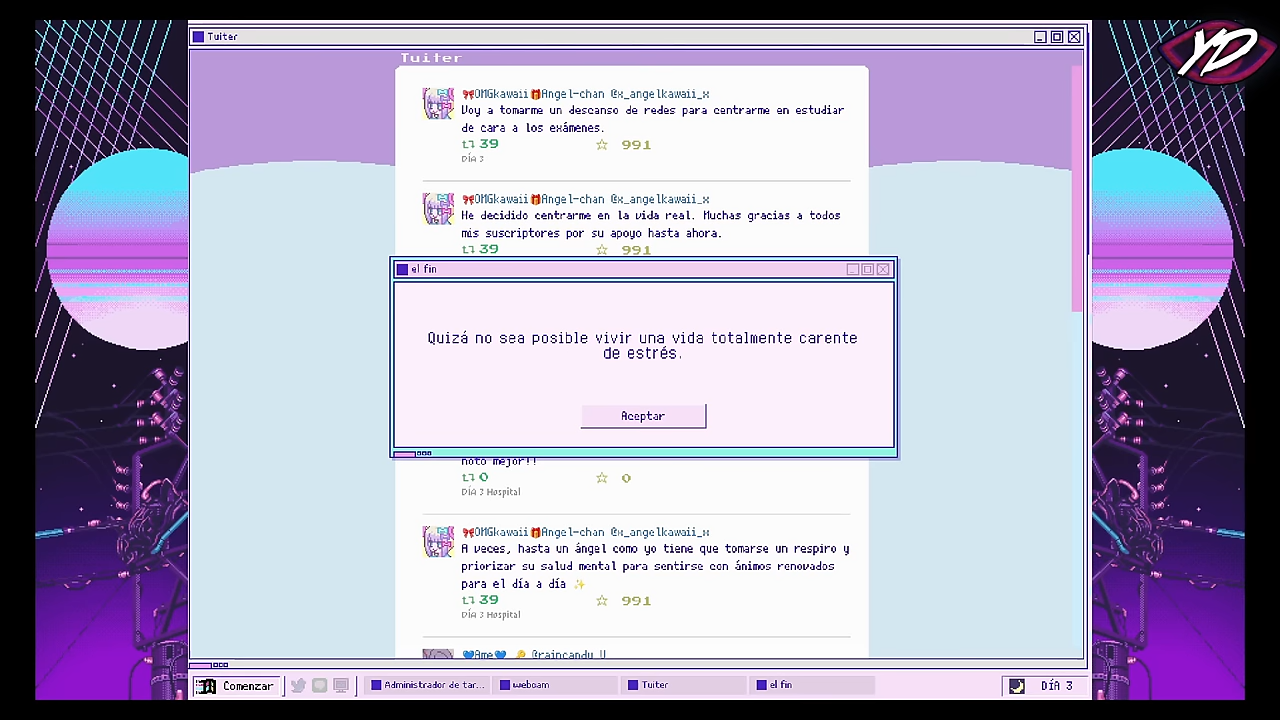 Tuiter
YD
Tuiter
OMGkawaii🎁Angel-chan @x_angelkawaii_x
Voy a tomarme un descanso de redes para centrarme en estudiar
de cara a los exámenes.
39 991
DÍA 3
OMGkawaii🎁Angel-chan @x_angelkawaii_x
He decidido centrarme en la vida real. Muchas gracias a todos
mis suscriptores por su apoyo hasta ahora.
39 991
el fin
Quizá no sea posible vivir una vida totalmente carente
de estrés.
Aceptar
noto mejor!!
0 0
DÍA 3 Hospital
OMGkawaii🎁Angel-chan @x_angelkawaii_x
A veces, hasta un ángel como yo tiene que tomarse un respiro y
priorizar su salud mental para sentirse con ánimos renovados
para el día a día ✨
39 991
DÍA 3 Hospital
💙Ame💙 🔑 @raincandy_U
Comenzar
Administrador de tar...
webcam
Tuiter
el fin
DÍA 3